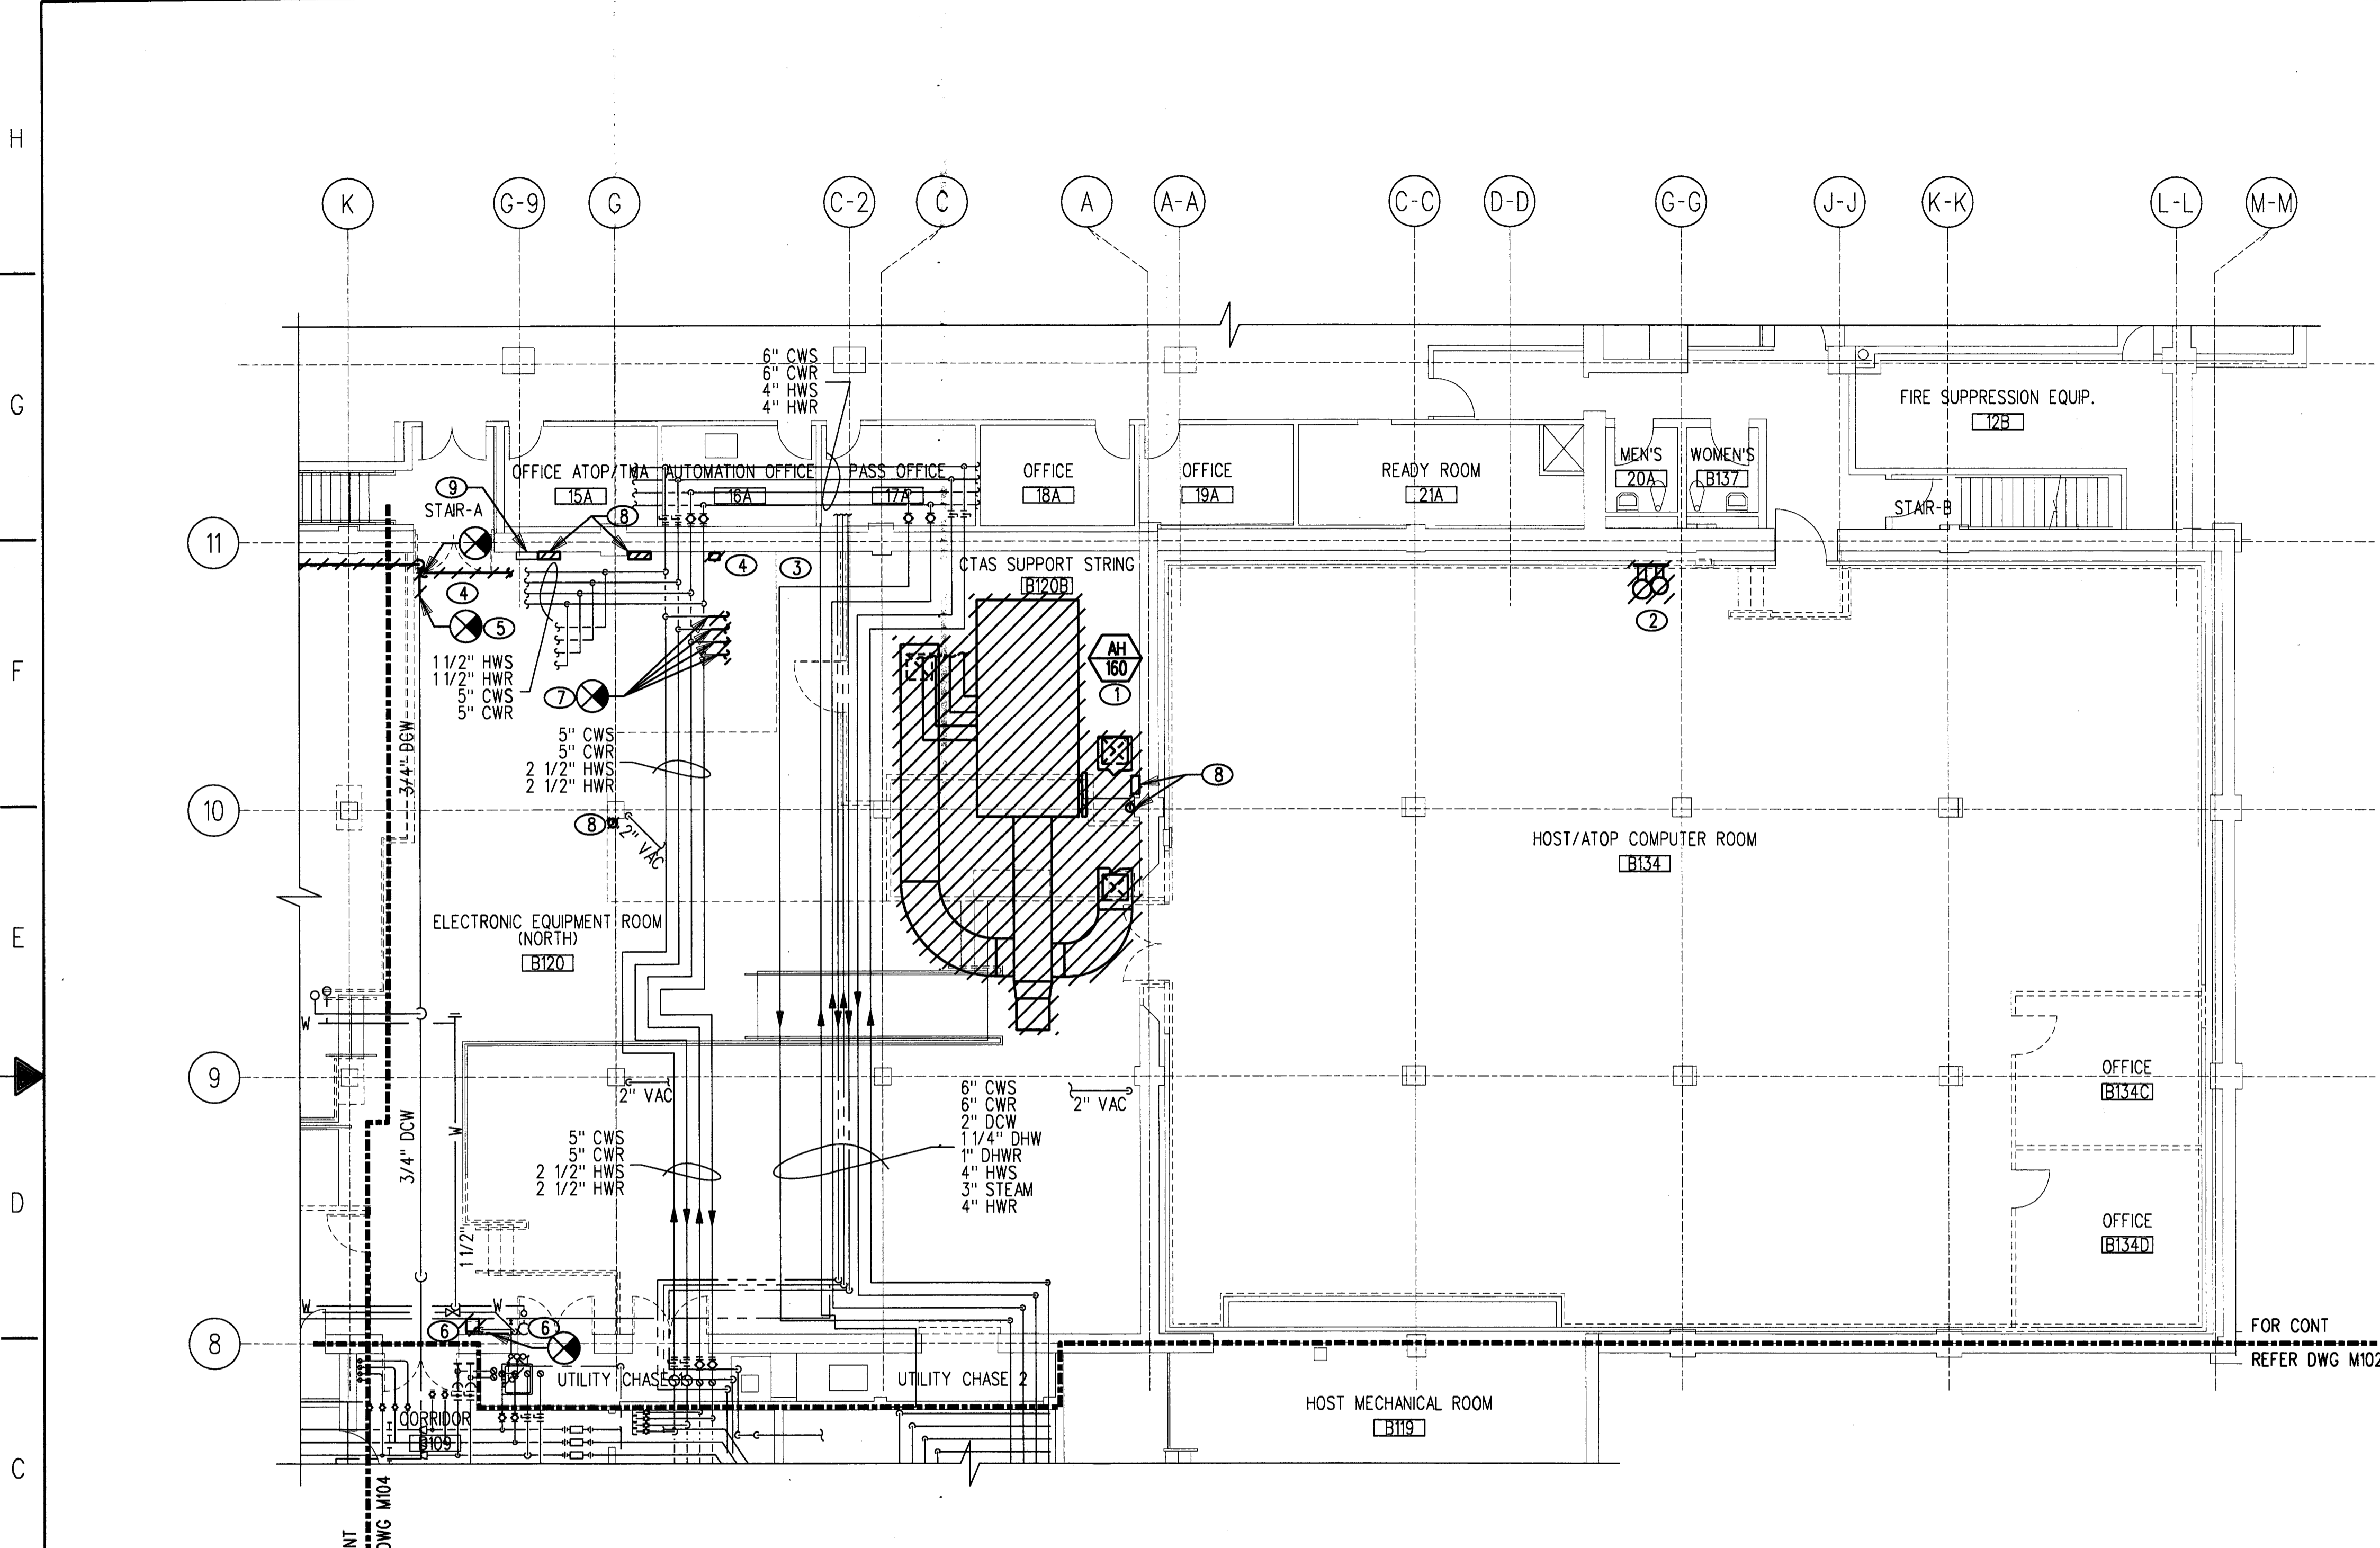 H
K
G-9
G
C-2
C
A
A-A
C-C
D-D
G-G
J-J
K-K
L-L
M-M
6" CWS
6" CWR
4" HWS
4" HWR
G
FIRE SUPPRESSION EQUIP.
12B
OFFICE ATOP/TMA
15A
AUTOMATION OFFICE
16A
PASS OFFICE
17A
OFFICE
18A
OFFICE
19A
READY ROOM
21A
MEN'S
20A
WOMEN'S
B137
9
STAIR-A
8
STAIR-B
11
4
3
CTAS SUPPORT STRING
B120B
4
5
2
AH
160
1
F
1 1/2" HWS
1 1/2" HWR
5" CWS
5" CWR
7
3/4" DCW
5" CWS
5" CWR
2 1/2" HWS
2 1/2" HWR
8
10
8
2" VAC
HOST/ATOP COMPUTER ROOM
B134
E
ELECTRONIC EQUIPMENT ROOM
(NORTH)
B120
W
9
2" VAC
6" CWS
6" CWR
2" DCW
1 1/4" DHW
1" DHWR
4" HWS
3" STEAM
4" HWR
2" VAC
OFFICE
B134C
3/4" DCW
W
5" CWS
5" CWR
2 1/2" HWS
2 1/2" HWR
D
1 1/2"
OFFICE
B134D
W
W
6
6
8
FOR CONT
REFER DWG M102
UTILITY CHASE 1
UTILITY CHASE 2
HOST MECHANICAL ROOM
B119
CORRIDOR
B109
C
NT
DWG M104